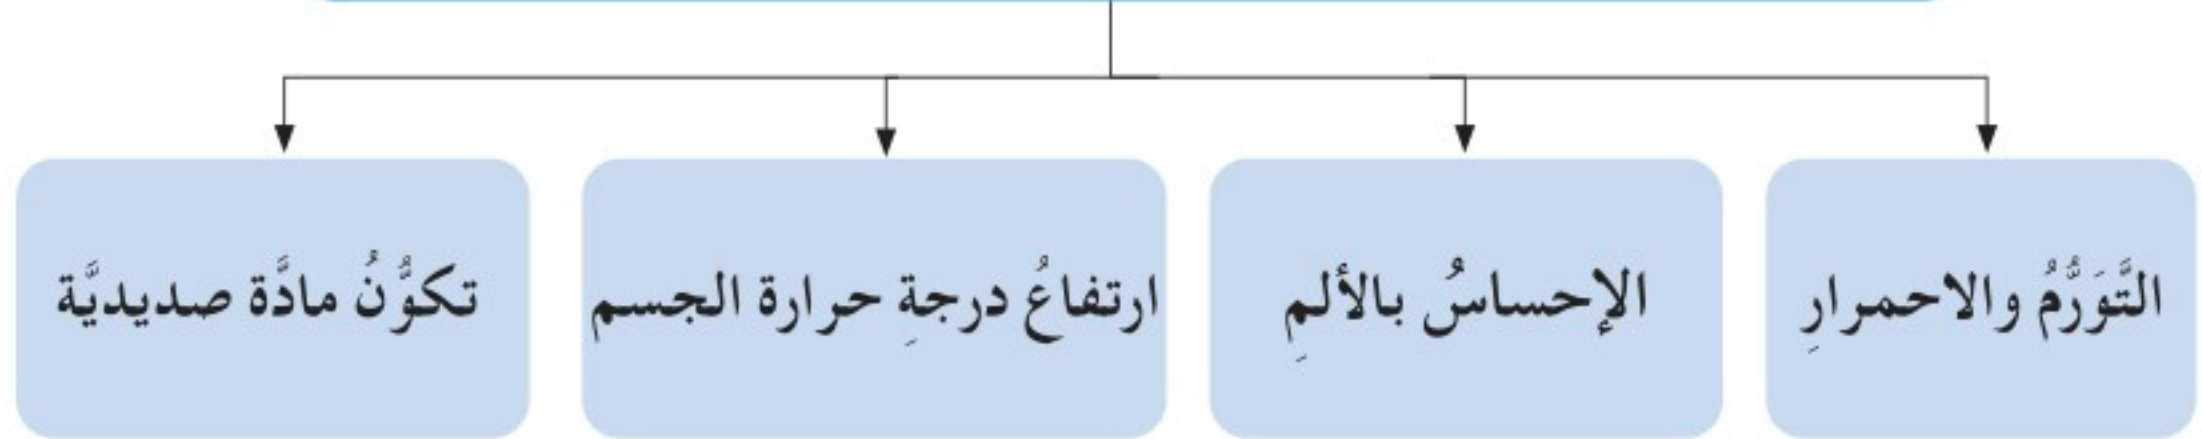 التَّوَرُّمُ والاحمرارِ
الإحساسُ بالألمِ
ارتفاعُ درجةِ حرارة الجسم
تكوُّنُ مادَّة صديديَّة